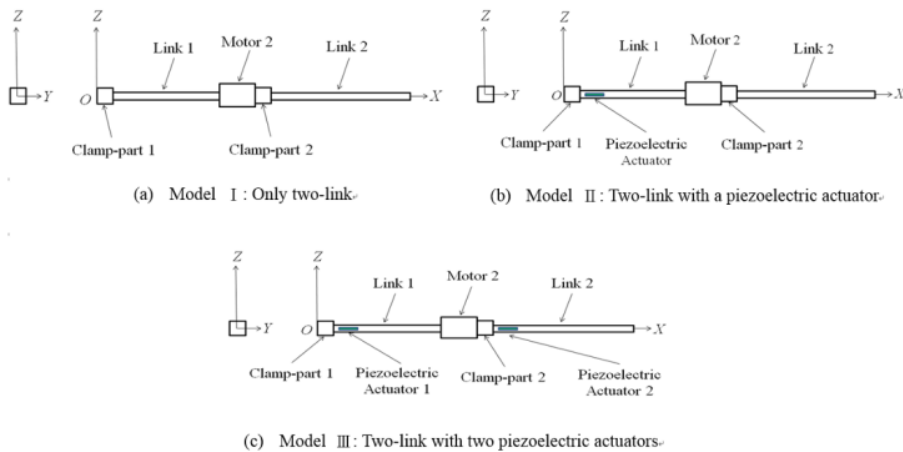 Z Z
Link 1 Motor 2 Link 2
Y O X
Clamp-part 1 Clamp-part 2
(a) Model Ⅰ: Only two-link
Z Z
Link 1 Motor 2 Link 2
Y O X
Clamp-part 1 Piezoelectric Actuator Clamp-part 2
(b) Model Ⅱ: Two-link with a piezoelectric actuator
Z Z
Link 1 Motor 2 Link 2
Y O X
Clamp-part 1 Piezoelectric Actuator 1 Clamp-part 2 Piezoelectric Actuator 2
(c) Model Ⅲ: Two-link with two piezoelectric actuators